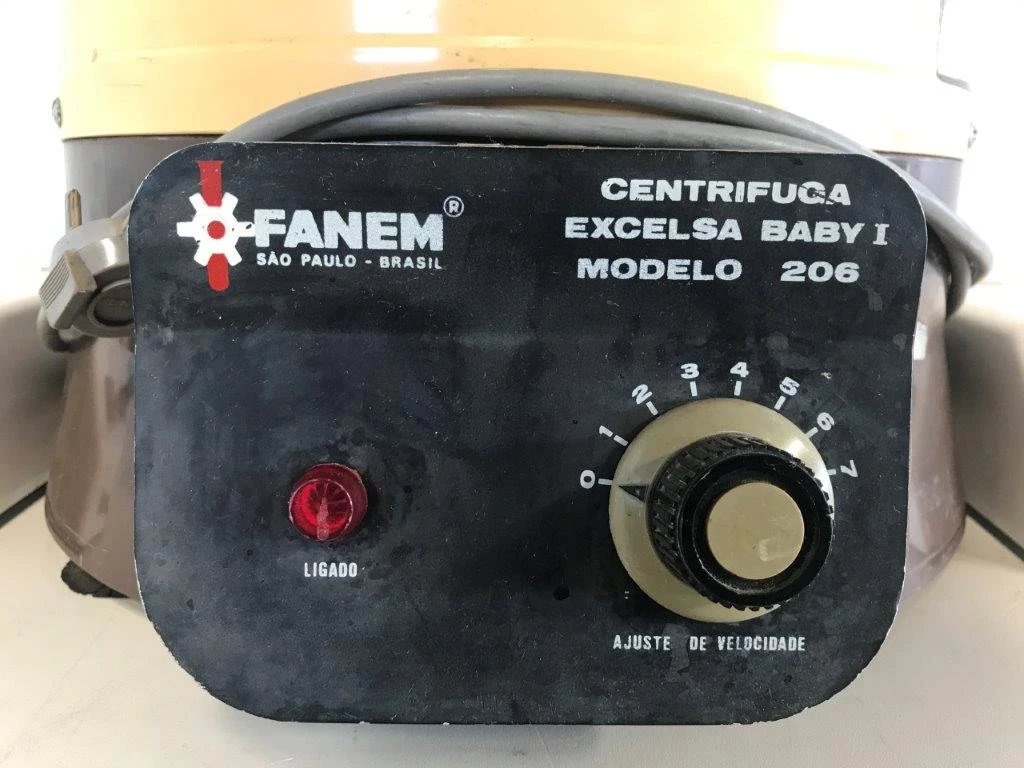 FANEM®
SÃO PAULO - BRASIL
CENTRIFUGA
EXCELSA BABY I
MODELO 206
0 1 2 3 4 5 6 7
LIGADO
AJUSTE DE VELOCIDADE